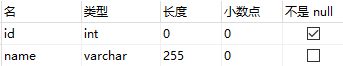 名 类型 长度 小数点 不是 null
id int 0 0
name varchar 255 0